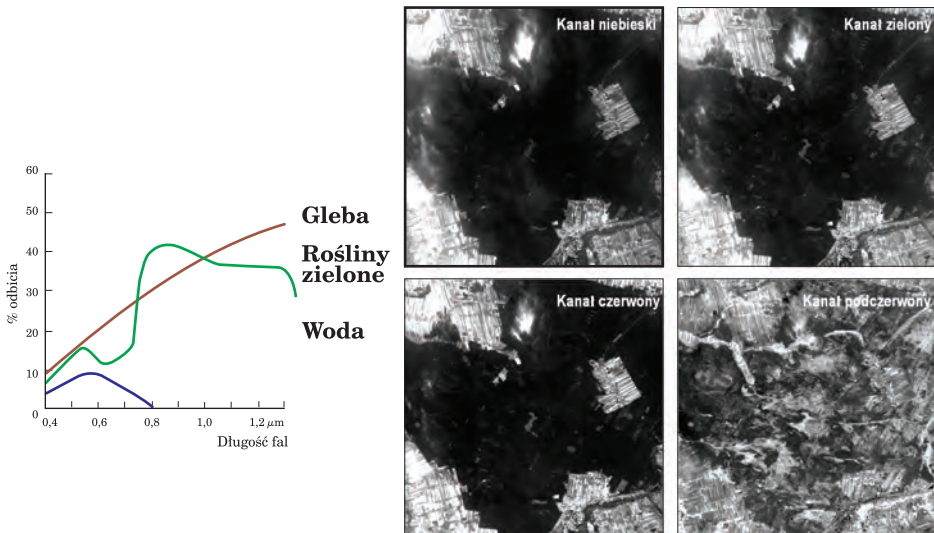 Kanał niebieski
Kanał zielony
60
50
40
30
20
10
0
% odbicia
0,4
0,6
0,8
1,0
1,2 µm
Długość fal
Gleba
Rośliny
zielone
Woda
Kanał czerwony
Kanał podczerwony